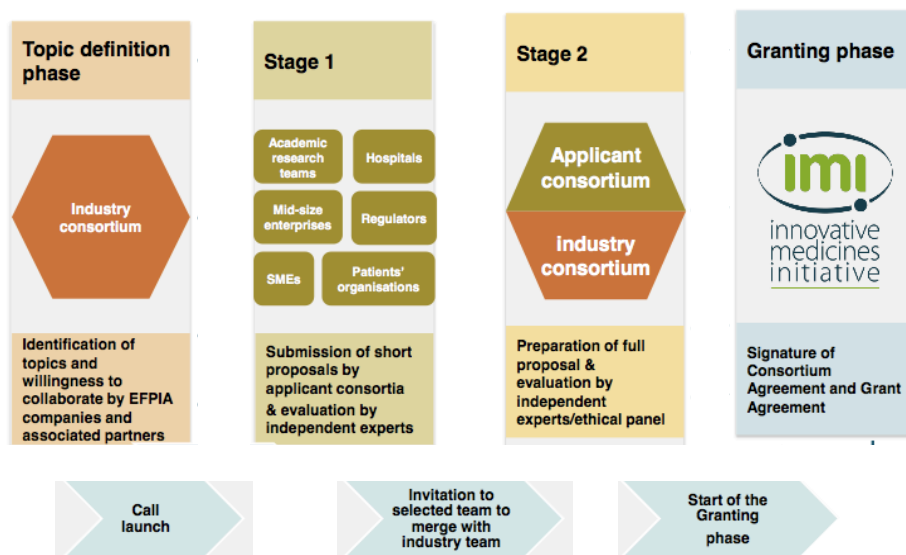 Topic definition
phase
Industry
consortium
Identification of
topics and
willingness to
collaborate by EFPIA
companies and
associated partners
Stage 1
Academic
research
teams
Hospitals
Mid-size
enterprises
Regulators
SMEs
Patients'
organisations
Submission of short
proposals by
applicant consortia
& evaluation by
independent experts
Stage 2
Applicant
consortium
industry
consortium
Preparation of full
proposal &
evaluation by
independent
experts/ethical panel
Granting phase
imi
innovative
medicines
initiative
Signature of
Consortium
Agreement and Grant
Agreement
Call
launch
Invitation to
selected team to
merge with
industry team
Start of the
Granting
phase